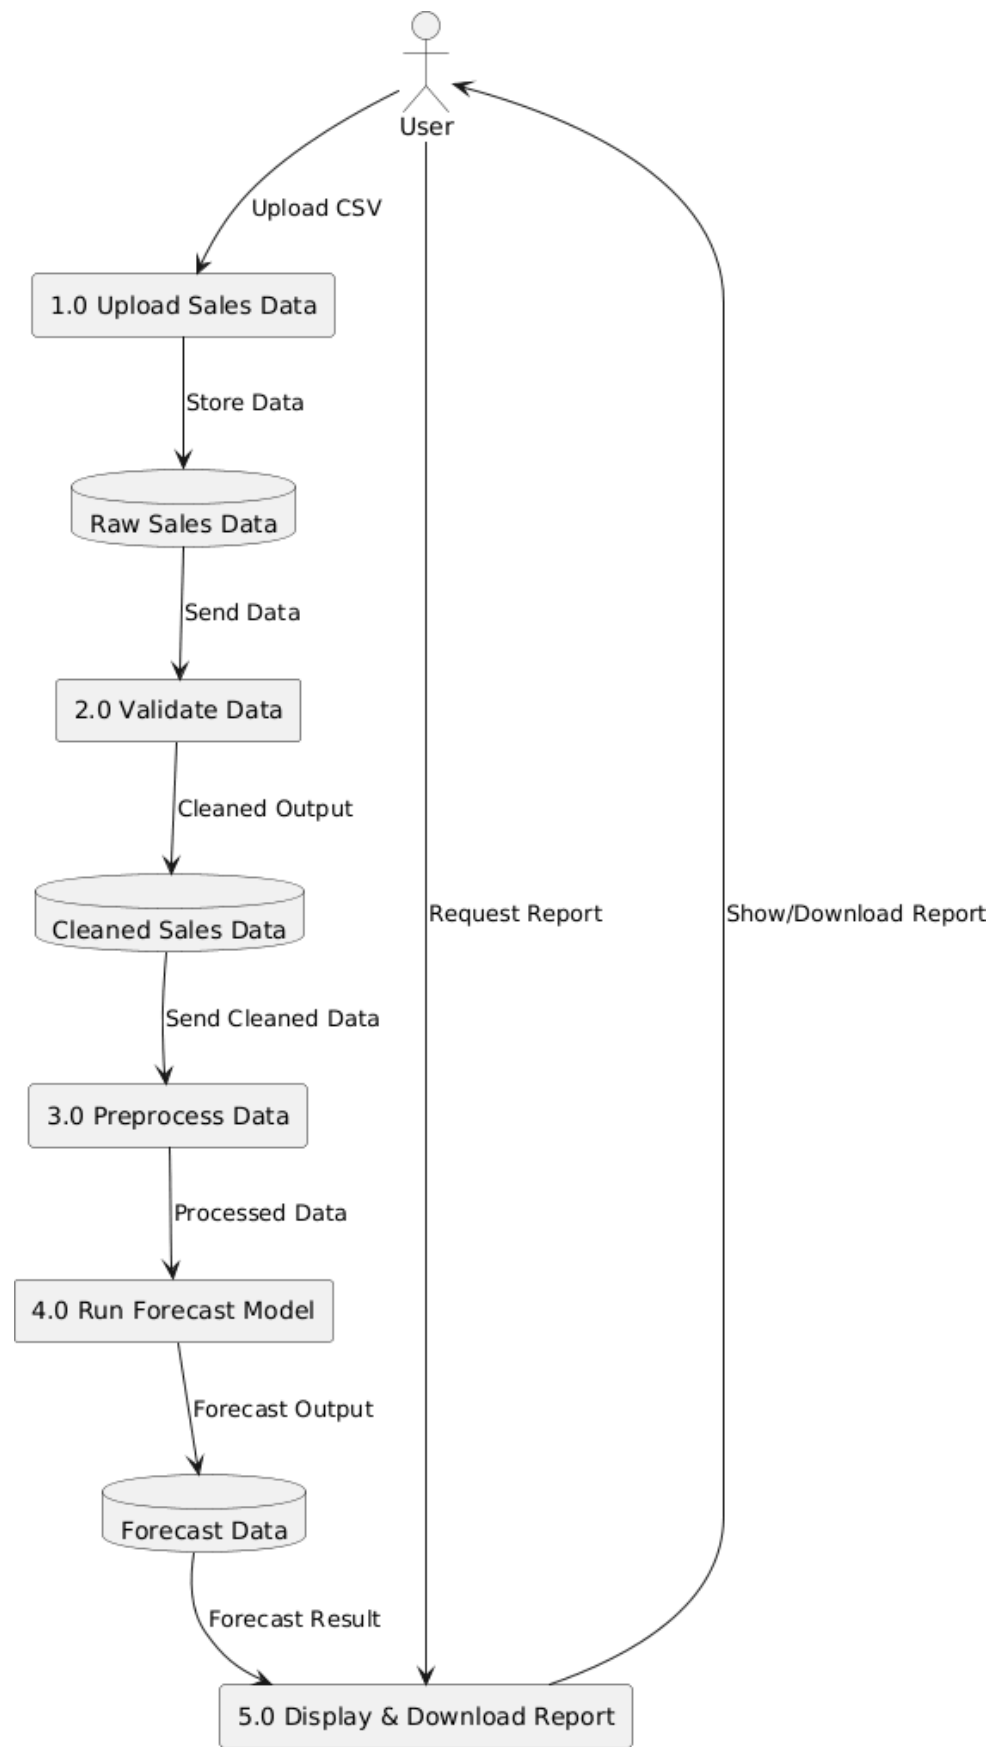 User
Upload CSV
1.0 Upload Sales Data
Store Data
Raw Sales Data
Send Data
2.0 Validate Data
Cleaned Output
Cleaned Sales Data
Request Report
Show/Download Report
Send Cleaned Data
3.0 Preprocess Data
Processed Data
4.0 Run Forecast Model
Forecast Output
Forecast Data
Forecast Result
5.0 Display & Download Report